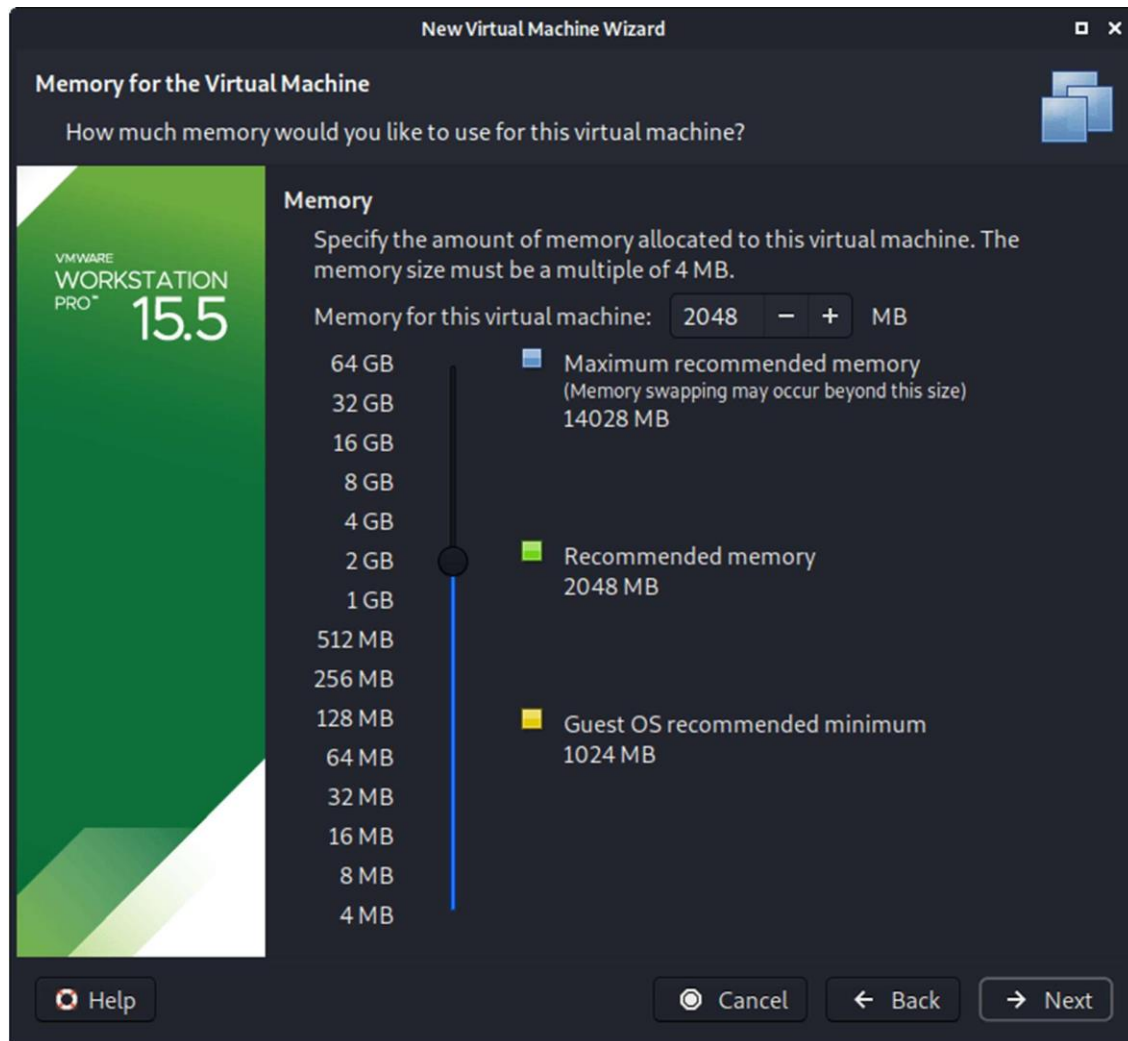 New Virtual Machine Wizard
Memory for the Virtual Machine
How much memory would you like to use for this virtual machine?
VMWARE
WORKSTATION
PRO™ 15.5
Memory
Specify the amount of memory allocated to this virtual machine. The
memory size must be a multiple of 4 MB.
Memory for this virtual machine: 2048 − + MB
64 GB
32 GB
16 GB
8 GB
4 GB
2 GB
1 GB
512 MB
256 MB
128 MB
64 MB
32 MB
16 MB
8 MB
4 MB
Maximum recommended memory
(Memory swapping may occur beyond this size)
14028 MB
Recommended memory
2048 MB
Guest OS recommended minimum
1024 MB
Help
Cancel
Back
Next